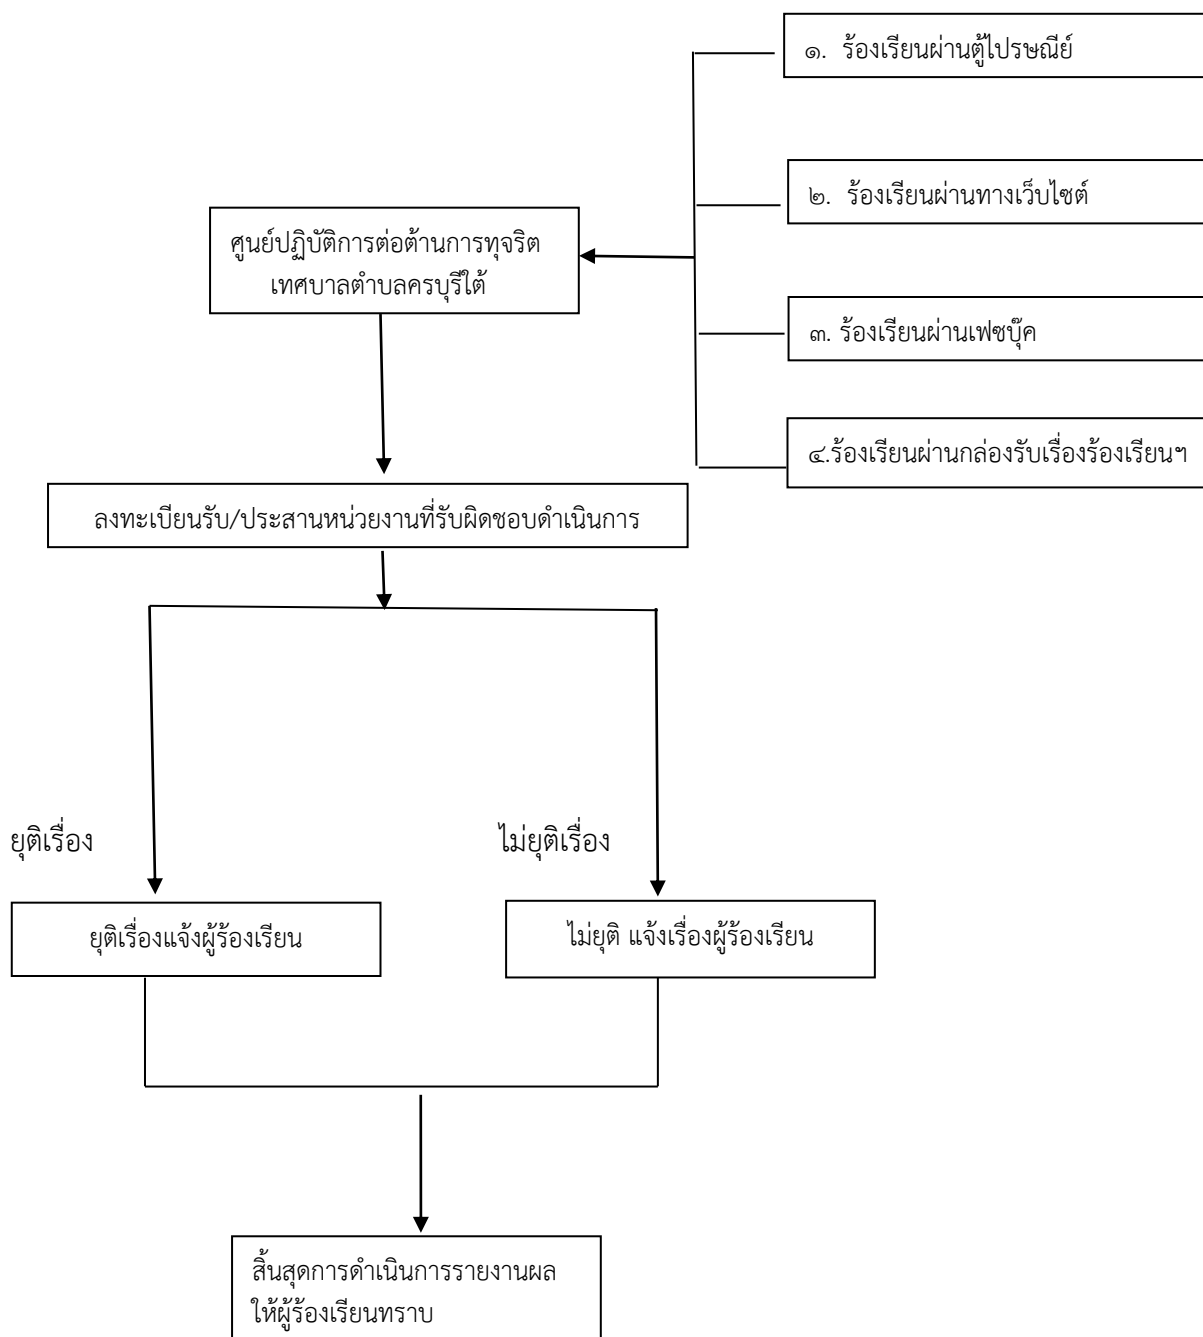 ๑. ร้องเรียนผ่านตู้ไปรษณีย์
๒. ร้องเรียนผ่านทางเว็บไซต์
ศูนย์ปฏิบัติการต่อต้านการทุจริต
เทศบาลตำบลครบุรีใต้
๓. ร้องเรียนผ่านเฟซบุ๊ค
๔.ร้องเรียนผ่านกล่องรับเรื่องร้องเรียนฯ
ลงทะเบียนรับ/ประสานหน่วยงานที่รับผิดชอบดำเนินการ
ยุติเรื่อง
ไม่ยุติเรื่อง
ยุติเรื่องแจ้งผู้ร้องเรียน
ไม่ยุติ แจ้งเรื่องผู้ร้องเรียน
สิ้นสุดการดำเนินการรายงานผล
ให้ผู้ร้องเรียนทราบ